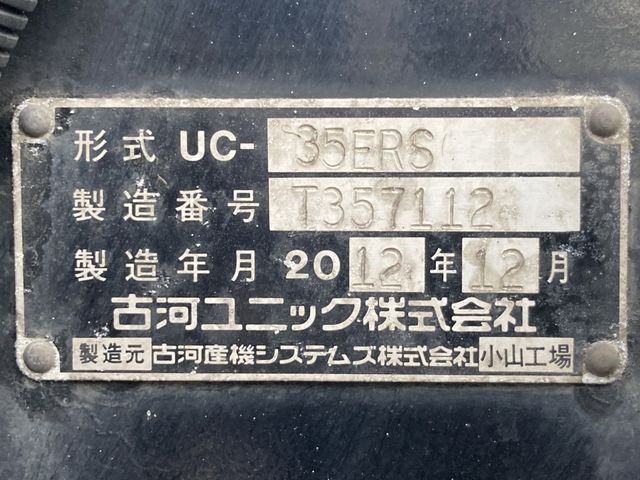 形式 UC-35ERS
製造番号 T357112
製造年月 2012年12月
古河ユニック株式会社
製造元 古河産機システムズ株式会社 小山工場